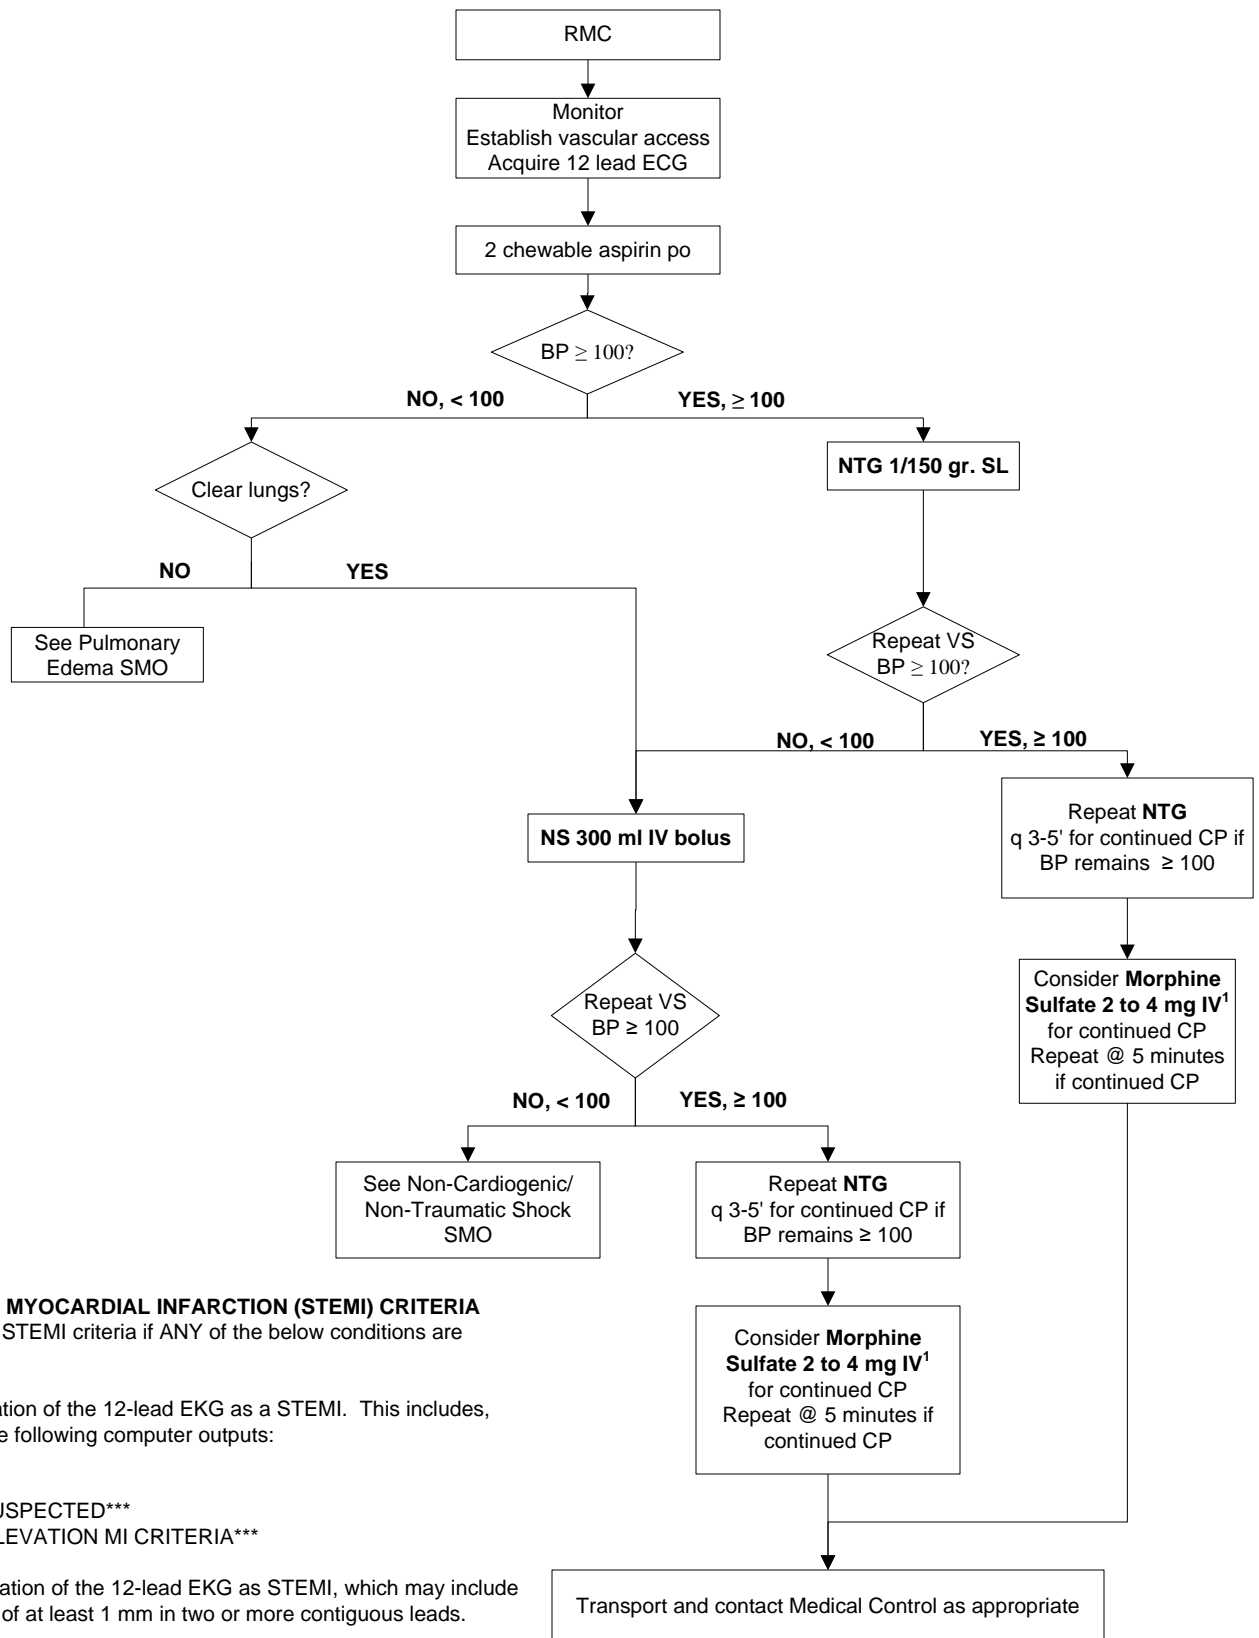 RMC
Monitor
Establish vascular access
Acquire 12 lead ECG
2 chewable aspirin po
BP ≥ 100?
NO, < 100
YES, ≥ 100
Clear lungs?
NTG 1/150 gr. SL
NO
YES
See Pulmonary
Edema SMO
Repeat VS
BP ≥ 100?
NO, < 100
YES, ≥ 100
NS 300 ml IV bolus
Repeat NTG
q 3-5' for continued CP if
BP remains ≥ 100
Repeat VS
BP ≥ 100
Consider Morphine
Sulfate 2 to 4 mg IV¹
for continued CP
Repeat @ 5 minutes
if continued CP
NO, < 100
YES, ≥ 100
See Non-Cardiogenic/
Non-Traumatic Shock
SMO
Repeat NTG
q 3-5' for continued CP if
BP remains ≥ 100
Consider Morphine
Sulfate 2 to 4 mg IV¹
for continued CP
Repeat @ 5 minutes if
continued CP
MYOCARDIAL INFARCTION (STEMI) CRITERIA
STEMI criteria if ANY of the below conditions are
ation of the 12-lead EKG as a STEMI. This includes,
e following computer outputs:
USPECTED***
LEVATION MI CRITERIA***
ation of the 12-lead EKG as STEMI, which may include
of at least 1 mm in two or more contiguous leads.
Transport and contact Medical Control as appropriate